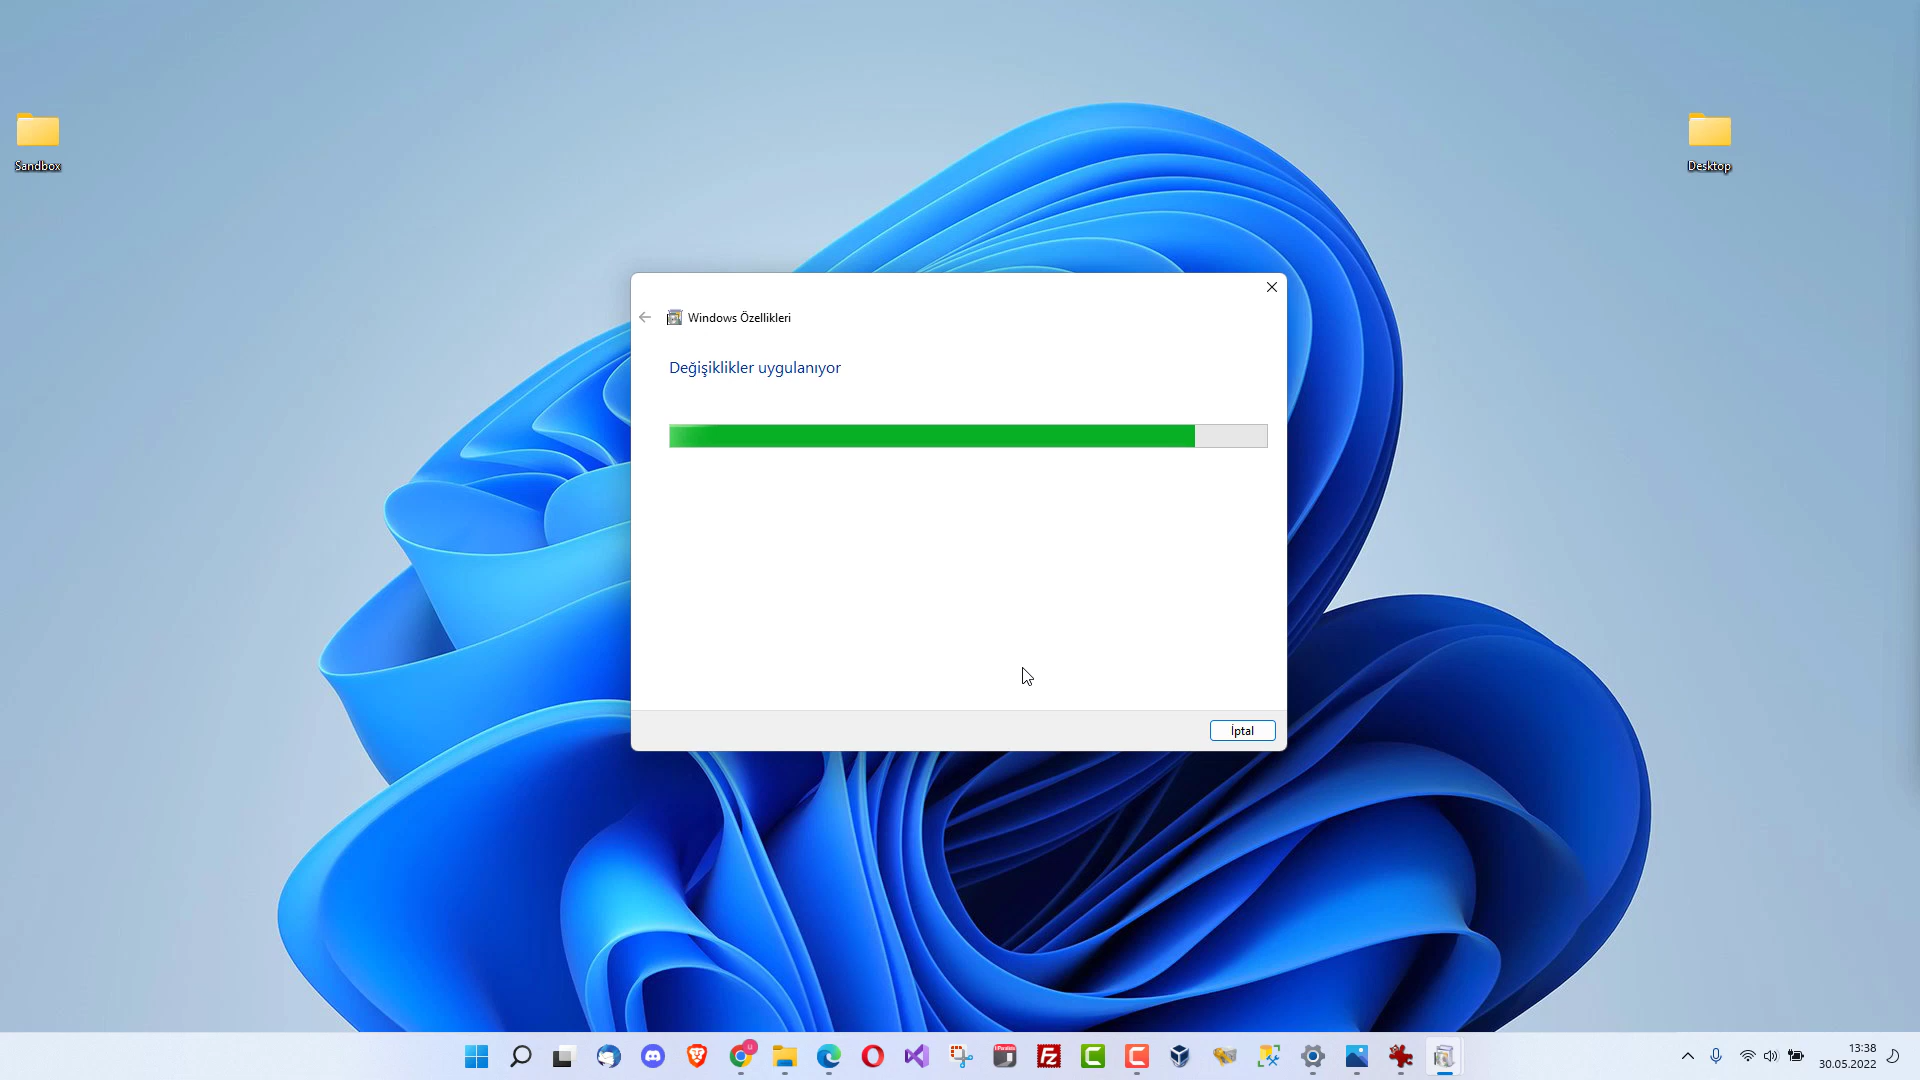 Sandbox
Desktop
Windows Özellikleri
Değişiklikler uygulanıyor
İptal
13:38
30.05.2022